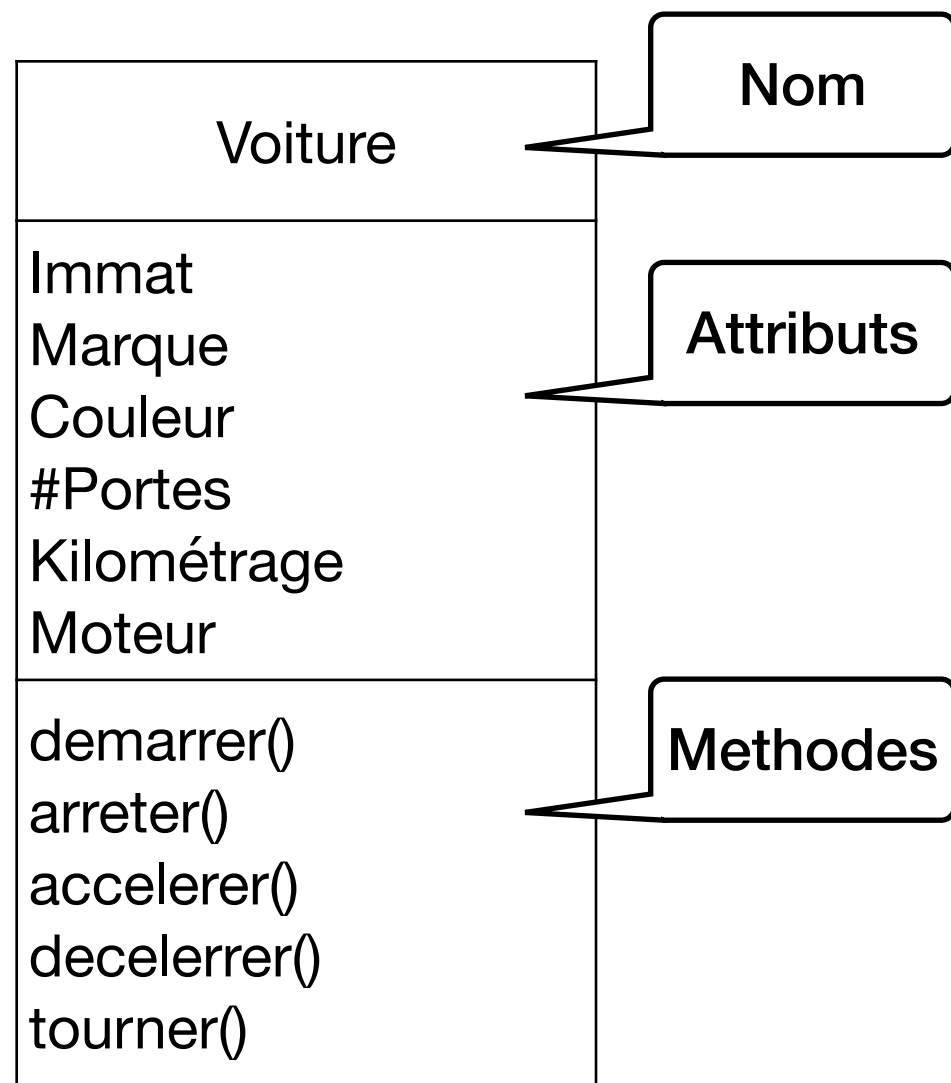 Nom
Voiture
Immat
Marque
Couleur
#Portes
Kilométrage
Moteur
Attributs
demarrer()
arreter()
accelerer()
decelerrer()
tourner()
Methodes